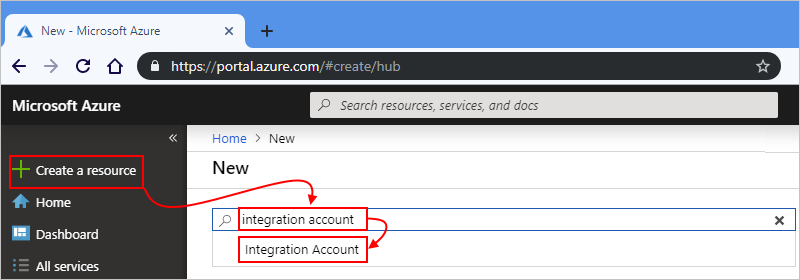 New - Microsoft Azure
https://portal.azure.com/#create/hub
Microsoft Azure
Search resources, services, and docs
«
Home > New
Create a resource
New
Home
integration account
Dashboard
Integration Account
All services